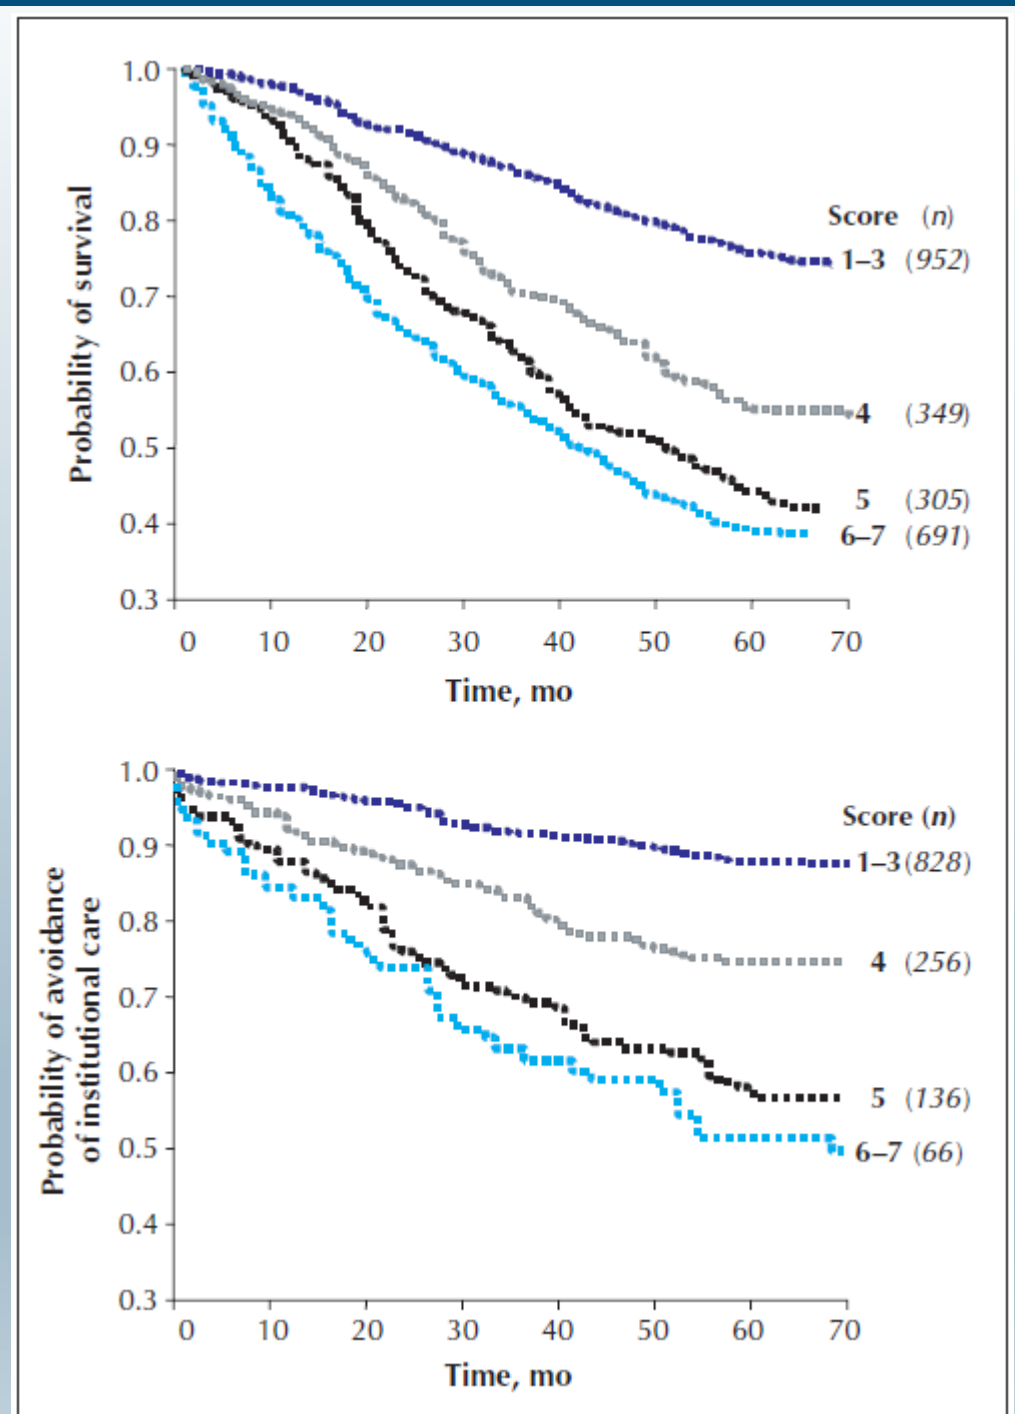 1.0
0.9
0.8
0.7
0.6
0.5
0.4
0.3
Probability of survival
Score (n)
1–3 (952)
4 (349)
5 (305)
6–7 (691)
0 10 20 30 40 50 60 70
Time, mo
1.0
0.9
0.8
0.7
0.6
0.5
0.4
0.3
Probability of avoidance
of institutional care
Score (n)
1–3 (828)
4 (256)
5 (136)
6–7 (66)
0 10 20 30 40 50 60 70
Time, mo